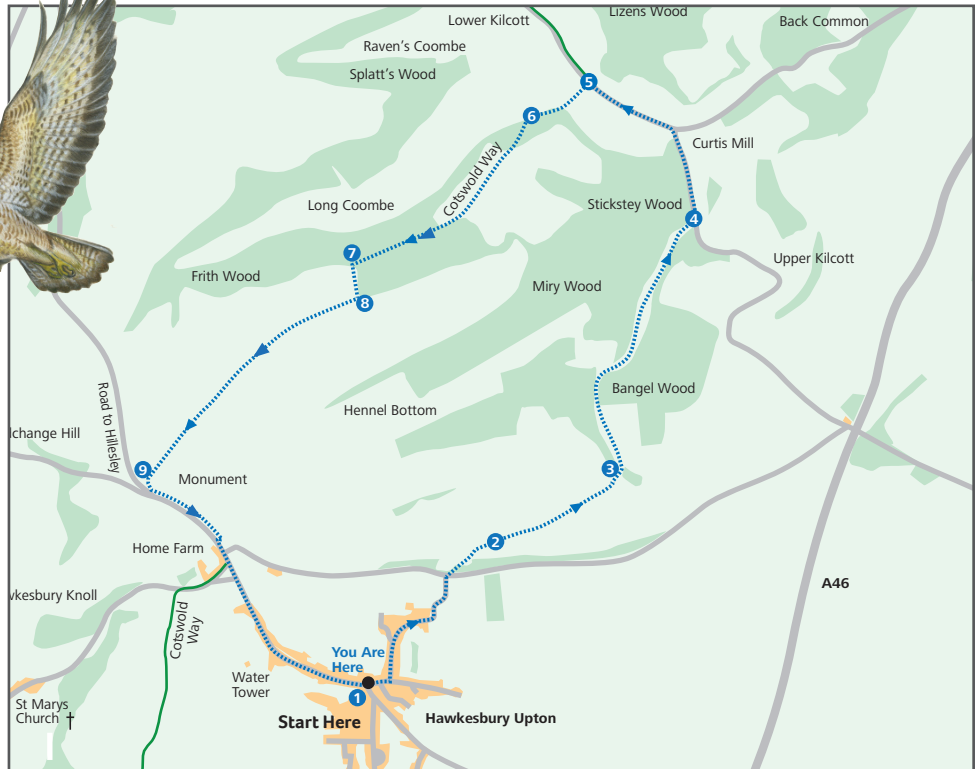 Lower Kilcott
Lizens Wood
Back Common
Raven's Coombe
Splatt's Wood
5
6
Curtis Mill
Cotswold Way
Long Coombe
Stickstey Wood
4
7
Upper Kilcott
Frith Wood
Miry Wood
8
Road to Hillesley
Bangel Wood
Hennel Bottom
lchange Hill
9
3
Monument
2
Home Farm
A46
wkesbury Knoll
Cotswold
Way
You Are
Here
Water
Tower
1
St Marys
Church †
Start Here
Hawkesbury Upton